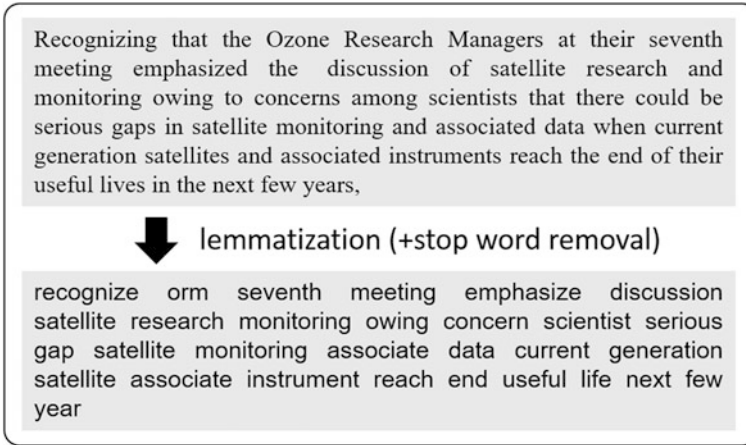 Recognizing that the Ozone Research Managers at their seventh
meeting emphasized the discussion of satellite research and
monitoring owing to concerns among scientists that there could be
serious gaps in satellite monitoring and associated data when current
generation satellites and associated instruments reach the end of their
useful lives in the next few years,
lemmatization (+stop word removal)
recognize orm seventh meeting emphasize discussion
satellite research monitoring owing concern scientist serious
gap satellite monitoring associate data current generation
satellite associate instrument reach end useful life next few
year